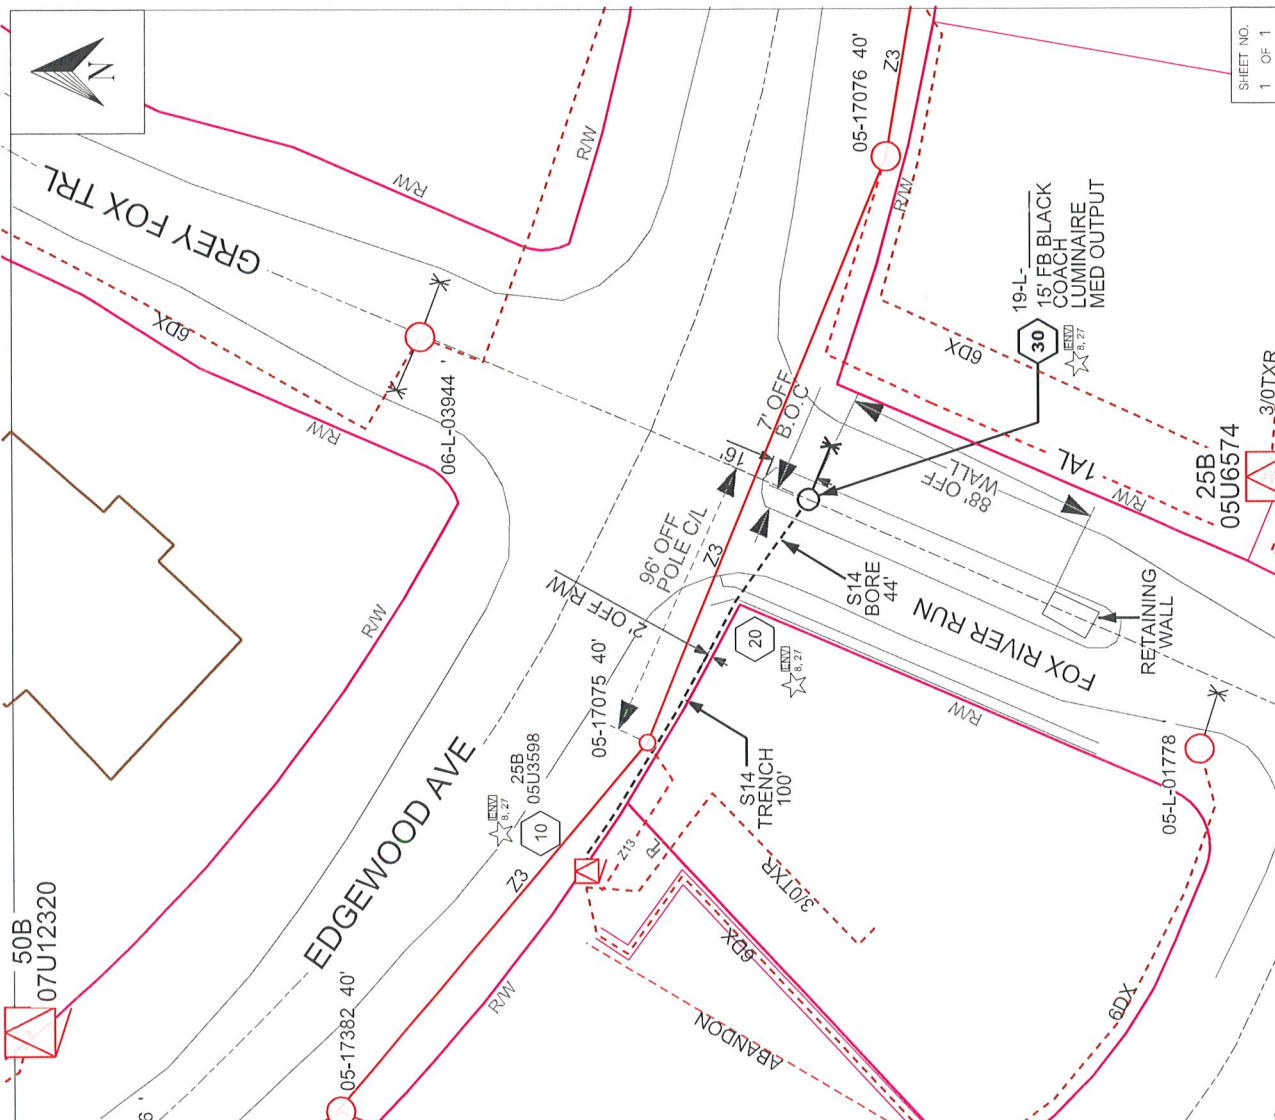 N
GREY FOX TRL
R/W
R/W
6DX
R/W
06-L-03944 '
05-17076 40'
Z3
R/W
SHEET NO.
1 OF 1
19-L-______
15' FB BLACK
COACH
LUMINAIRE
MED OUTPUT
30
ENV
8, 27
6DX
7' OFF
B.O.C
16'
96' OFF
POLE C/L
Z3
88' OFF
WALL
1AL
R/W
25B
05U6574
3/0TXR
2' OFF R/W
S14
BORE
44'
FOX RIVER RUN
RETAINING
WALL
20
ENV
8, 27
R/W
R/W
EDGEWOOD AVE
05-17075 40'
25B
05U3598
ENV
8, 27
10
Z3
S14
TRENCH
100'
Z13
R/W
3/0TXR
6DX
05-L-01778
6DX
50B
07U122320
05-17382 40'
ABANDON
6 '